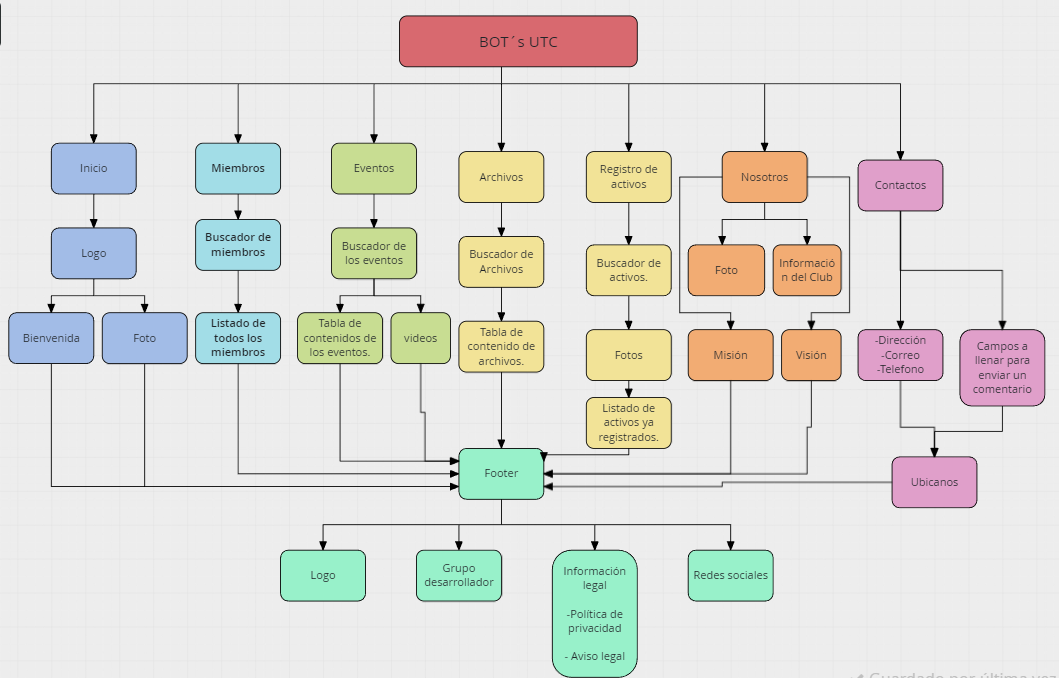 BOT´s UTC
Inicio
Miembros
Eventos
Archivos
Registro de
activos
Nosotros
Contactos
Logo
Buscador de
miembros
Buscador de
los eventos
Buscador de
Archivos
Buscador de
activos.
Foto
Informació
n del Club
Bienvenida
Foto
Listado de
todos los
miembros
Tabla de
contenidos de
los eventos.
videos
Tabla de
contenido de
archivos.
Fotos
Misión
Visión
-Dirección
-Correo
-Telefono
Campos a
llenar para
enviar un
comentario
Listado de
activos ya
registrados.
Footer
Ubicanos
Logo
Grupo
desarrollador
Información
legal
-Política de
privacidad
- Aviso legal
Redes sociales
Guardado por última vez